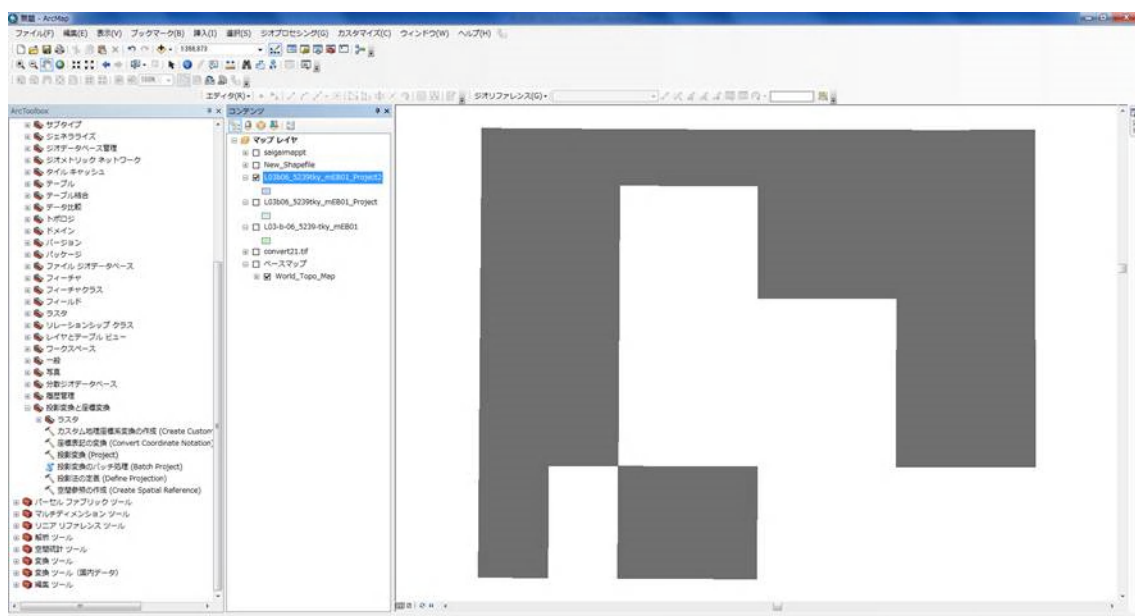 無題 - ArcMap
ファイル(F) 編集(E) 表示(V) ブックマーク(B) 挿入(I) 選択(S) ジオプロセシング(G) カスタマイズ(C) ウィンドウ(W) ヘルプ(H)
100%
エディタ(R) ジオリファレンス(G)
ArcToolbox
サブタイプ
ジェネラライズ
ジオデータベース管理
ジオメトリック ネットワーク
タイル キャッシュ
テーブル
テーブル結合
データ比較
トポロジ
ドメイン
バージョン
パッケージ
ファイル ジオデータベース
フィーチャ
フィーチャクラス
フィールド
ラスタ
リレーションシップ クラス
レイヤとテーブル ビュー
ワークスペース
一般
写真
分散ジオデータベース
履歴管理
投影変換と座標変換
ラスタ
カスタム地理座標系変換の作成 (Create Custom
座標表記の変換 (Convert Coordinate Notation)
投影変換 (Project)
投影変換のバッチ処理 (Batch Project)
投影法の定義 (Define Projection)
空間参照の作成 (Create Spatial Reference)
パーセル ファブリック ツール
マルチディメンション ツール
リニア リファレンス ツール
解析 ツール
空間統計 ツール
変換 ツール
変換 ツール (国内データ)
編集 ツール
コンテンツ
マップ レイヤ
saigaimappt
New_Shapefile
L03b06_5239tky_mEB01_Project2
L03b06_5239tky_mEB01_Project
L03-b-06_5239-tky_mEB01
convert21.tif
ベースマップ
World_Topo_Map